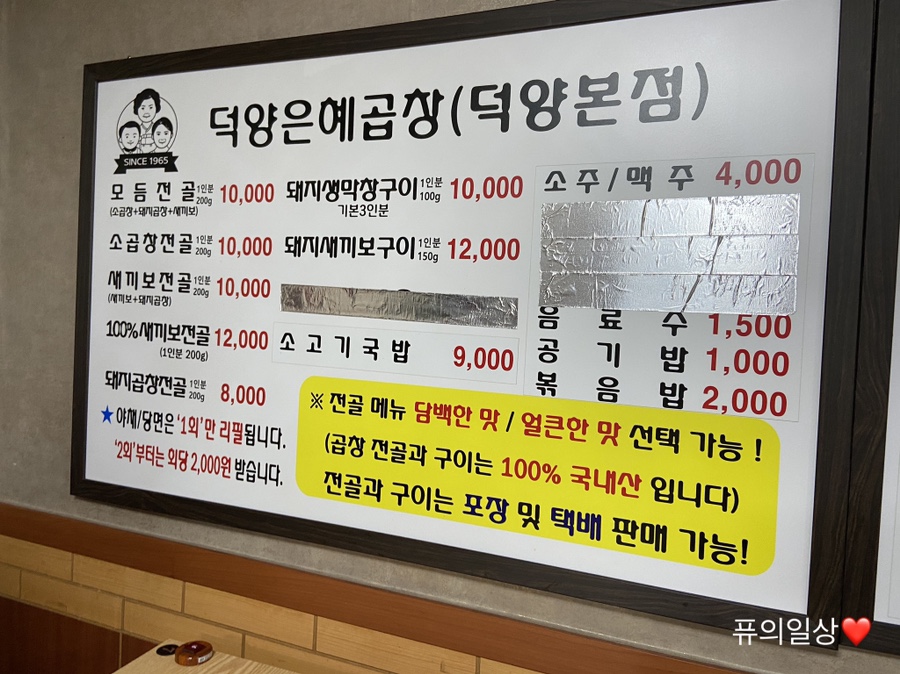 덕양은혜곱창(덕양본점)
SINCE 1965
모듬전골 1인분 200g 10,000
(소곱창+돼지곱창+새끼보)
소곱창전골 1인분 200g 10,000
새끼보전골 1인분 200g 10,000
(새끼보+돼지곱창)
100%새끼보전골 12,000
(1인분 200g)
돼지곱창전골 1인분 200g 8,000
★야채/당면은 '1회'만 리필됩니다.
'2회'부터는 회당 2,000원 받습니다.
돼지생막창구이 1인분 100g 10,000
기본3인분
돼지새끼보구이 1인분 150g 12,000
소고기국밥 9,000
소주/맥주 4,000
음료수 1,500
공기밥 1,000
볶음밥 2,000
※ 전골 메뉴 담백한 맛 / 얼큰한 맛 선택 가능 !
(곱창 전골과 구이는 100% 국내산 입니다)
전골과 구이는 포장 및 택배 판매 가능!
퓨의일상❤️